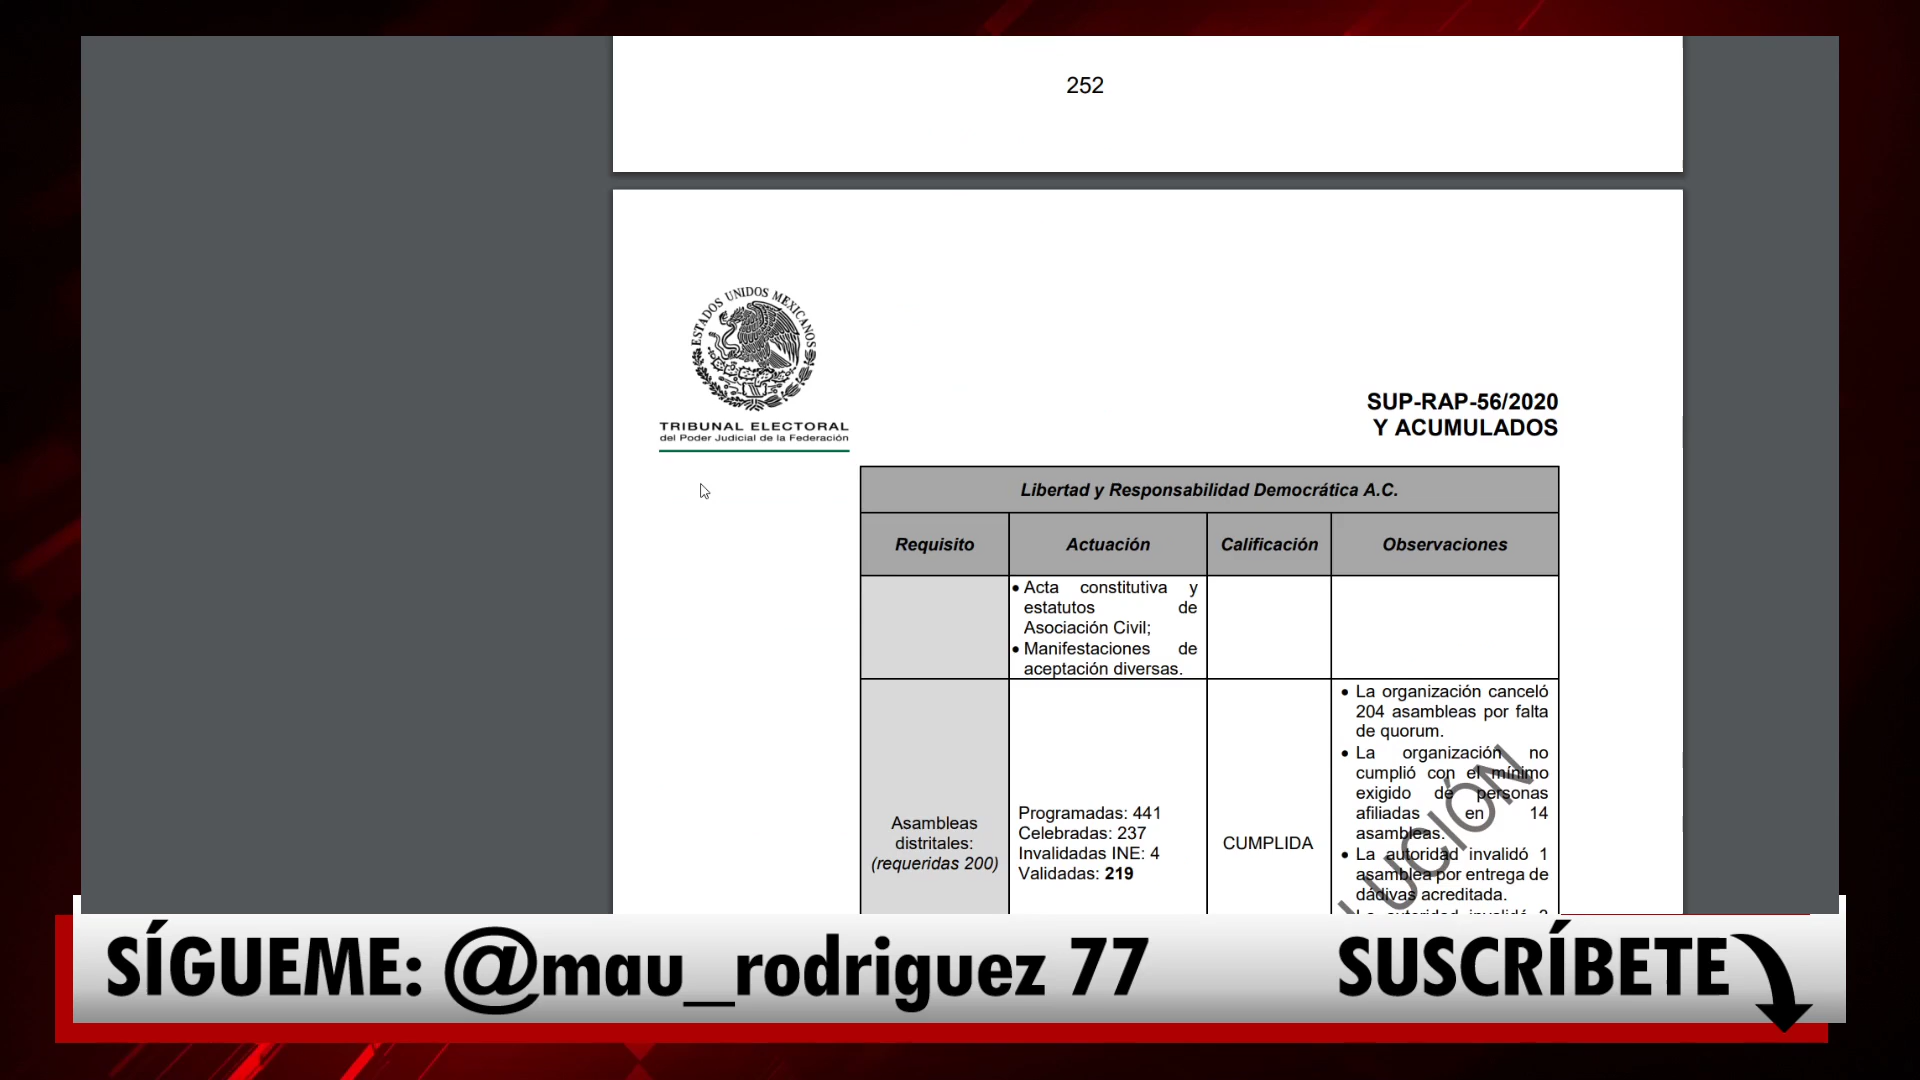 252
ESTADOS UNIDOS MEXICANOS
TRIBUNAL ELECTORAL
del Poder Judicial de la Federación
SUP-RAP-56/2020
Y ACUMULADOS
Libertad y Responsabilidad Democrática A.C.
Requisito Actuación Calificación Observaciones
• Acta constitutiva y
estatutos de
Asociación Civil;
• Manifestaciones de
aceptación diversas.
Asambleas
distritales:
(requeridas 200)
Programadas: 441
Celebradas: 237
Invalidadas INE: 4
Validadas: 219
CUMPLIDA
• La organización canceló
204 asambleas por falta
de quorum.
• La organización no
cumplió con el mínimo
exigido de personas
afiliadas en 14
asambleas.
• La autoridad invalidó 1
asamblea por entrega de
dádivas acreditada.
UCIÓN
SÍGUEME: @mau_rodriguez 77
SUSCRÍBETE